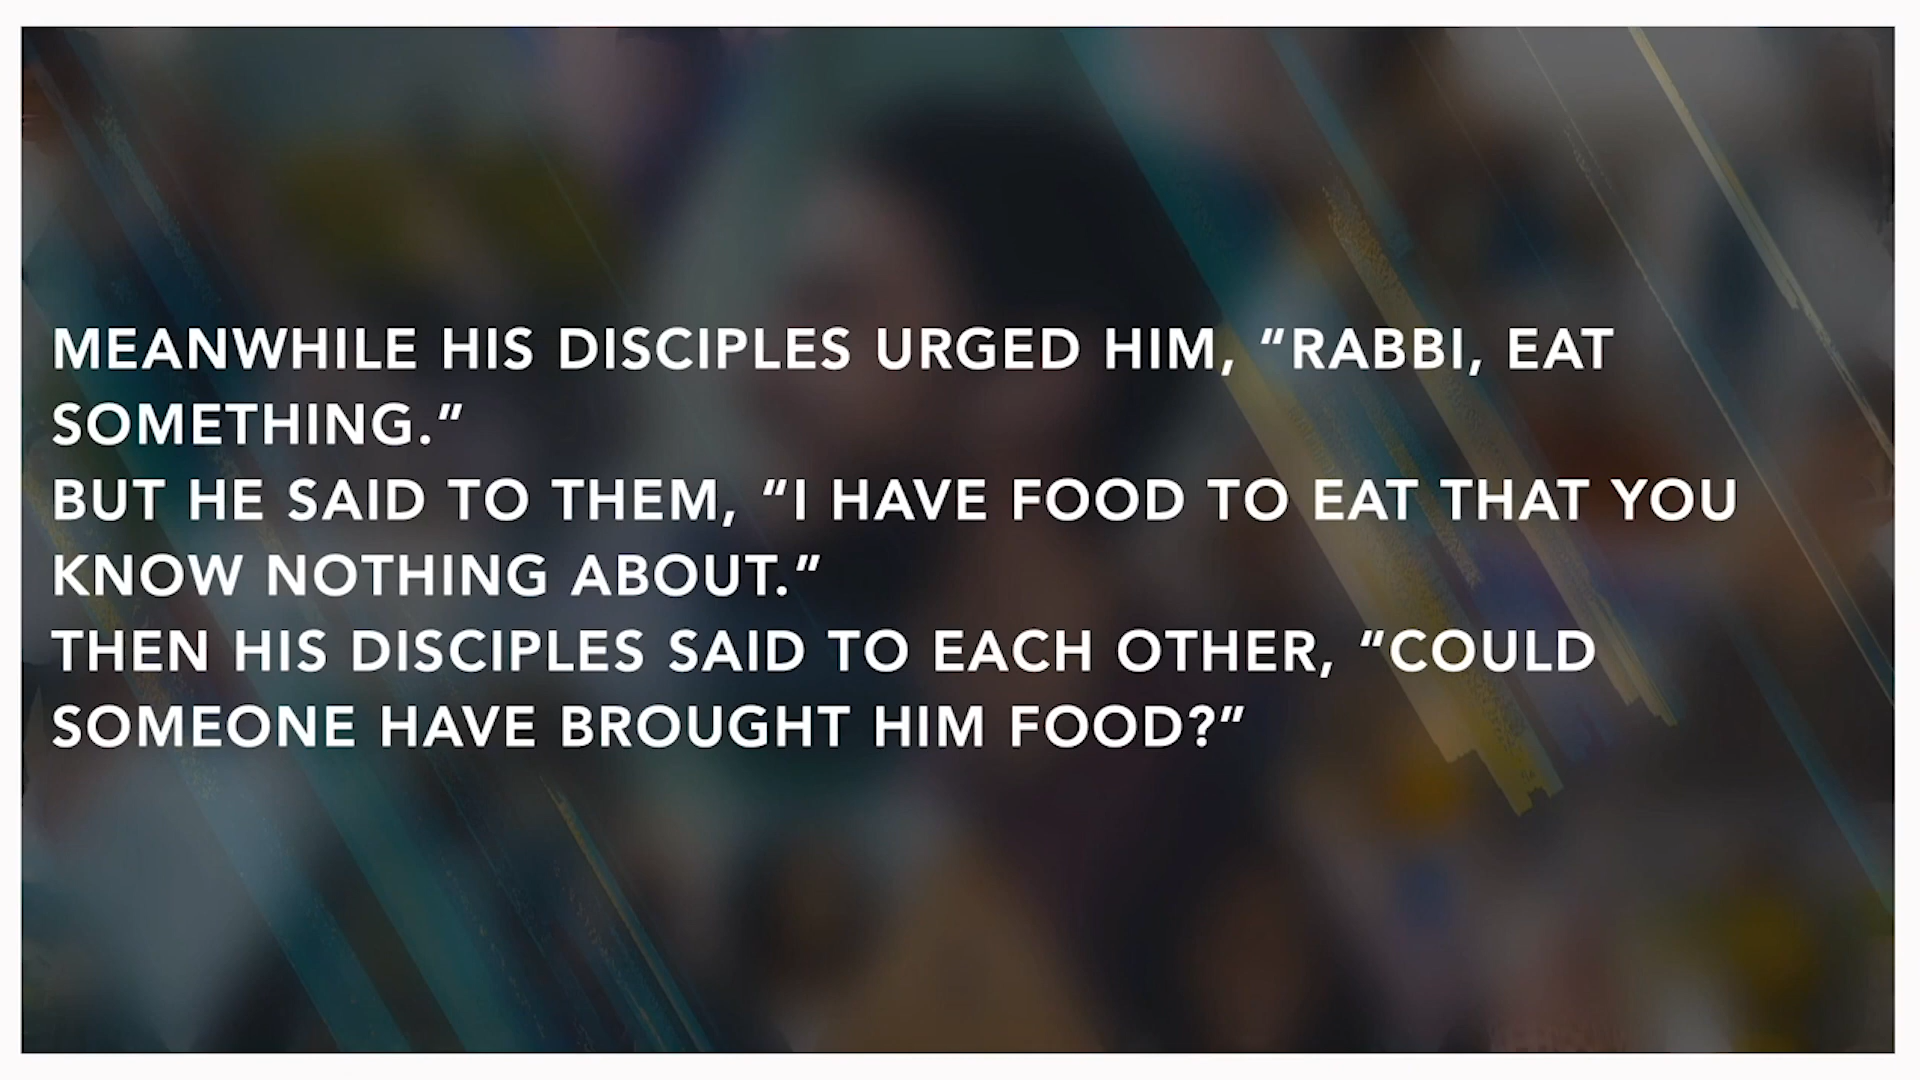 MEANWHILE HIS DISCIPLES URGED HIM, “RABBI, EAT
SOMETHING.”
BUT HE SAID TO THEM, “I HAVE FOOD TO EAT THAT YOU
KNOW NOTHING ABOUT.”
THEN HIS DISCIPLES SAID TO EACH OTHER, “COULD
SOMEONE HAVE BROUGHT HIM FOOD?”